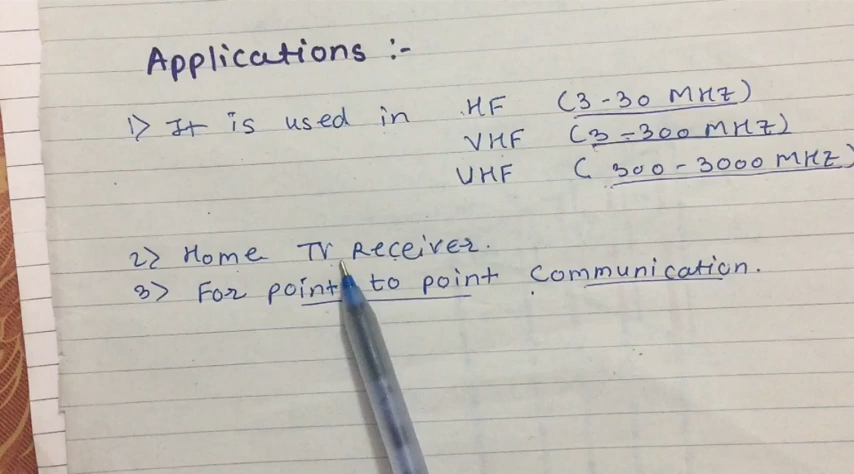 Applications :-
1) It is used in HF (3-30 MHZ)
VHF (3-300 MHZ)
UHF (300-3000 MHZ)
2) Home TV Receiver.
3) For point to point communication.